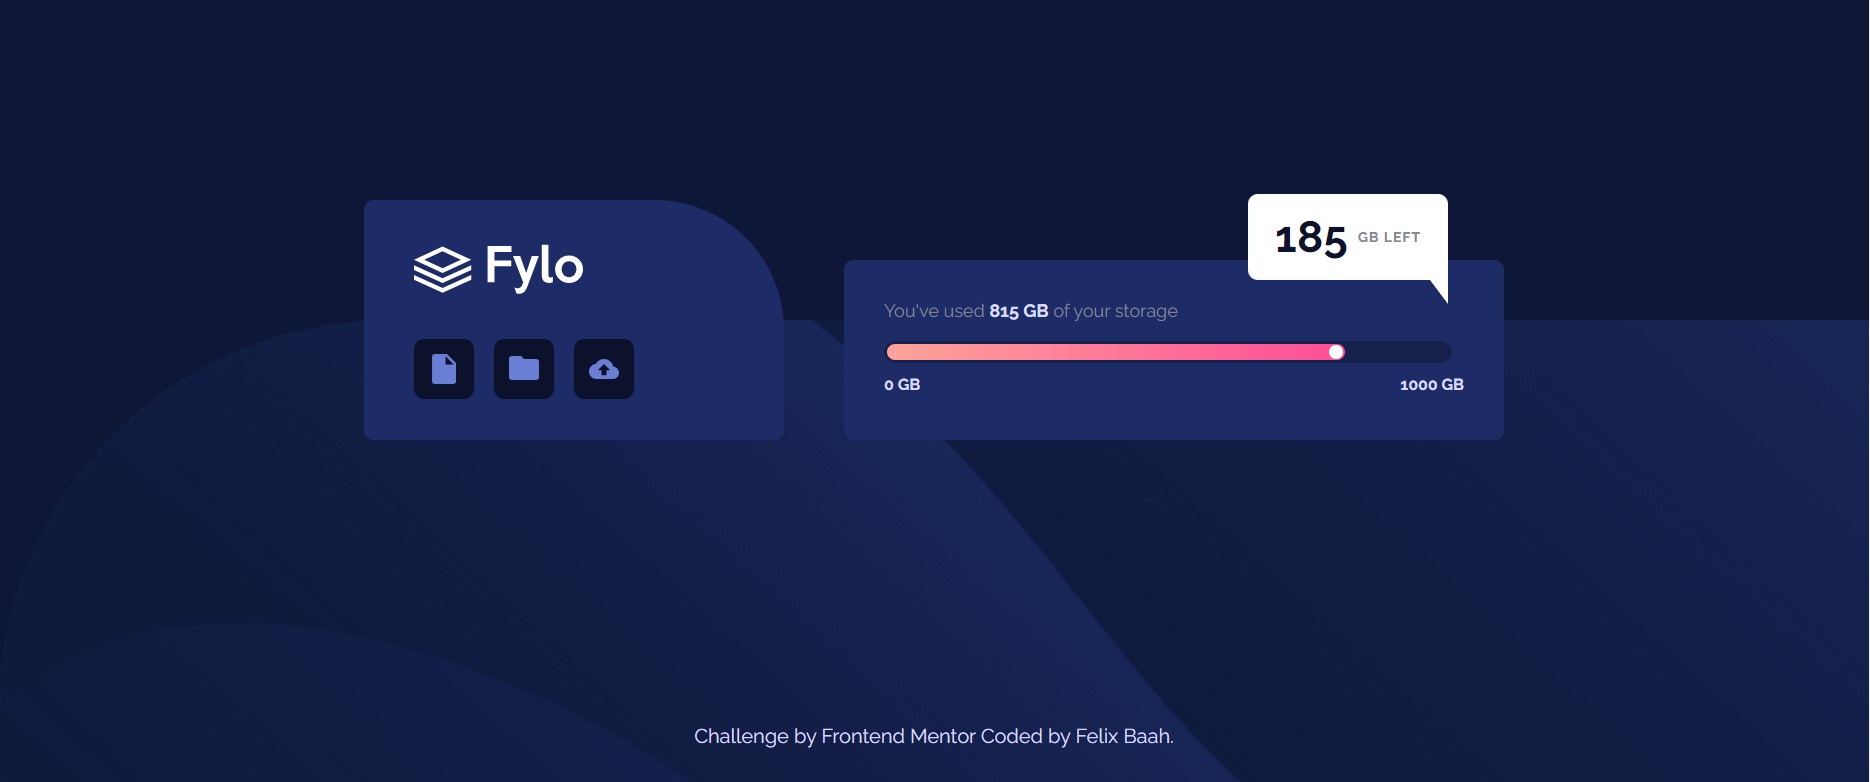 Fylo
185 GB LEFT
You've used 815 GB of your storage
0 GB 1000 GB
Challenge by Frontend Mentor Coded by Felix Baah.